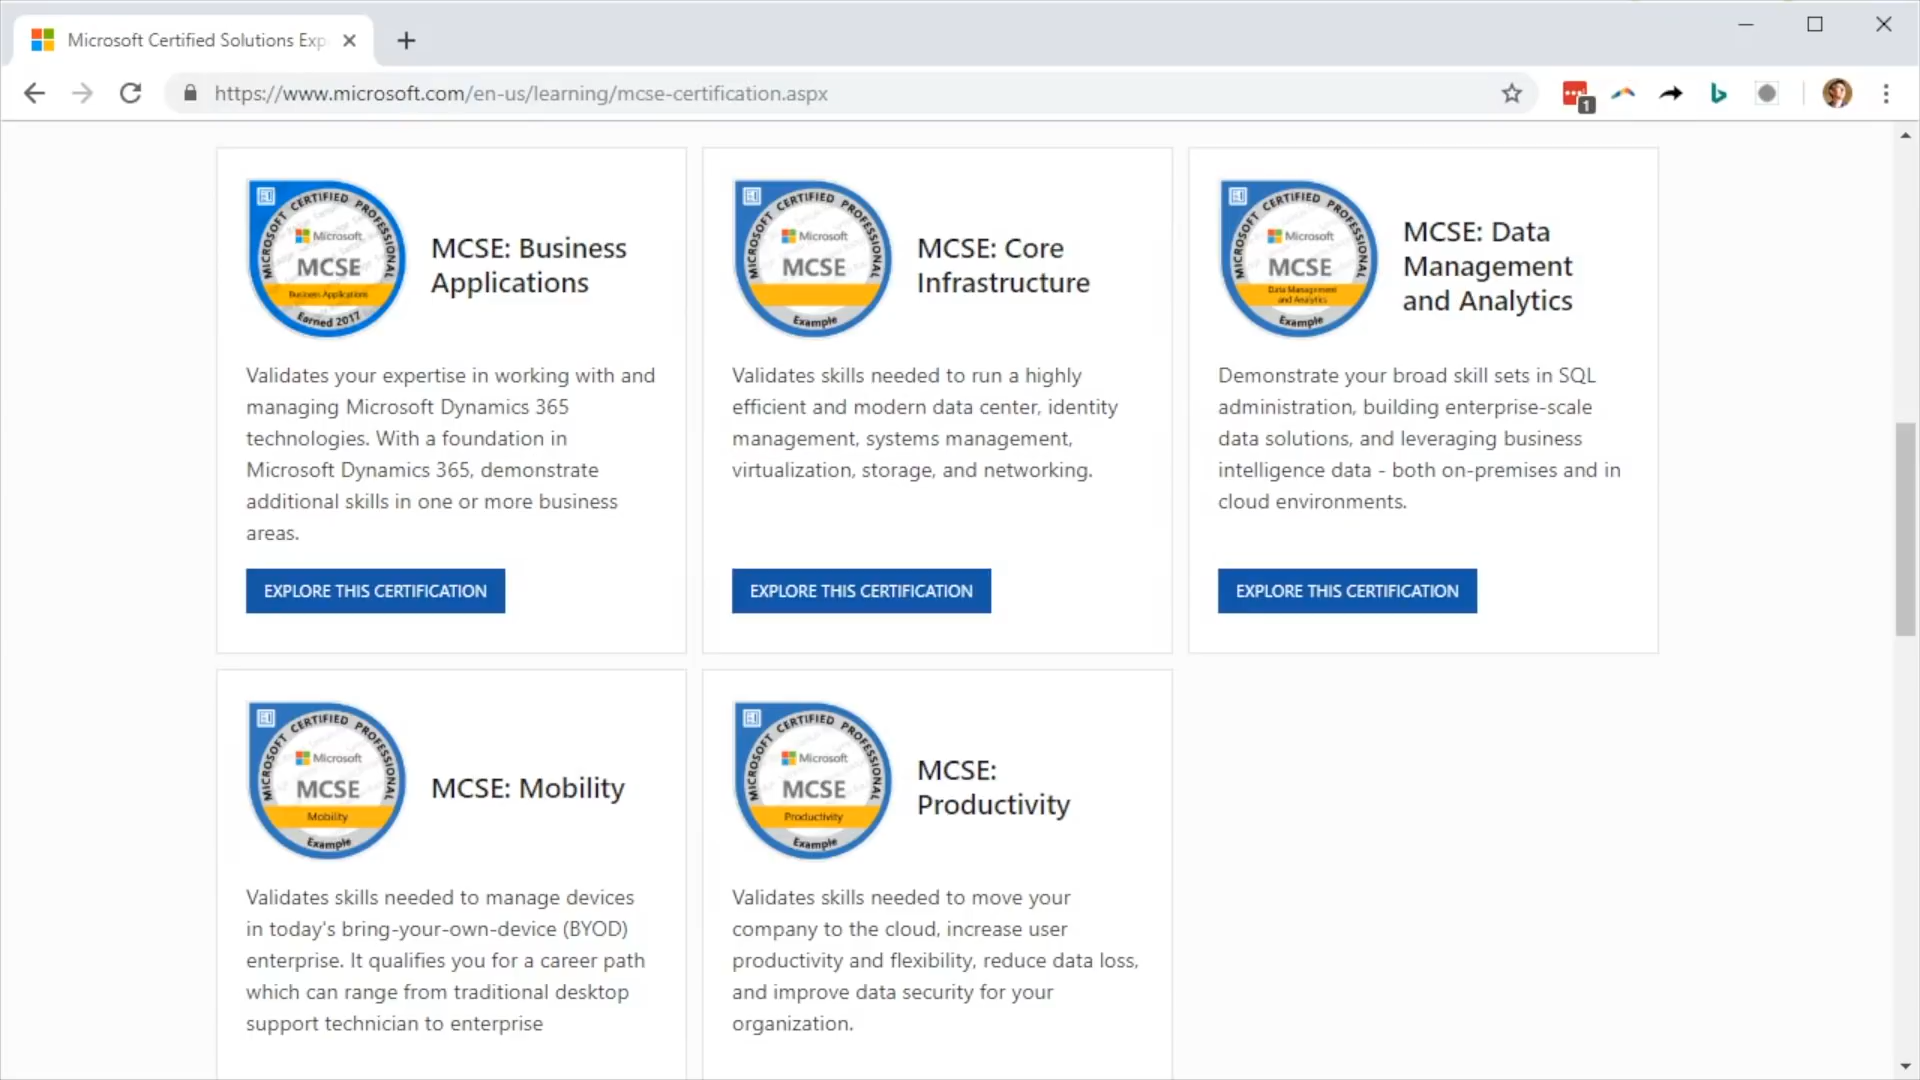 Microsoft Certified Solutions Exp
https://www.microsoft.com/en-us/learning/mcse-certification.aspx
1
MICROSOFT CERTIFIED PROFESSIONAL
Microsoft
MCSE
Business Applications
Earned 2017
MCSE: Business
Applications
Validates your expertise in working with and
managing Microsoft Dynamics 365
technologies. With a foundation in
Microsoft Dynamics 365, demonstrate
additional skills in one or more business
areas.
EXPLORE THIS CERTIFICATION
MICROSOFT CERTIFIED PROFESSIONAL
Microsoft
MCSE
Example
MCSE: Core
Infrastructure
Validates skills needed to run a highly
efficient and modern data center, identity
management, systems management,
virtualization, storage, and networking.
EXPLORE THIS CERTIFICATION
MICROSOFT CERTIFIED PROFESSIONAL
Microsoft
MCSE
Data Management
and Analytics
Example
MCSE: Data
Management
and Analytics
Demonstrate your broad skill sets in SQL
administration, building enterprise-scale
data solutions, and leveraging business
intelligence data - both on-premises and in
cloud environments.
EXPLORE THIS CERTIFICATION
MICROSOFT CERTIFIED PROFESSIONAL
Microsoft
MCSE
Mobility
Example
MCSE: Mobility
Validates skills needed to manage devices
in today's bring-your-own-device (BYOD)
enterprise. It qualifies you for a career path
which can range from traditional desktop
support technician to enterprise
MICROSOFT CERTIFIED PROFESSIONAL
Microsoft
MCSE
Productivity
Example
MCSE:
Productivity
Validates skills needed to move your
company to the cloud, increase user
productivity and flexibility, reduce data loss,
and improve data security for your
organization.